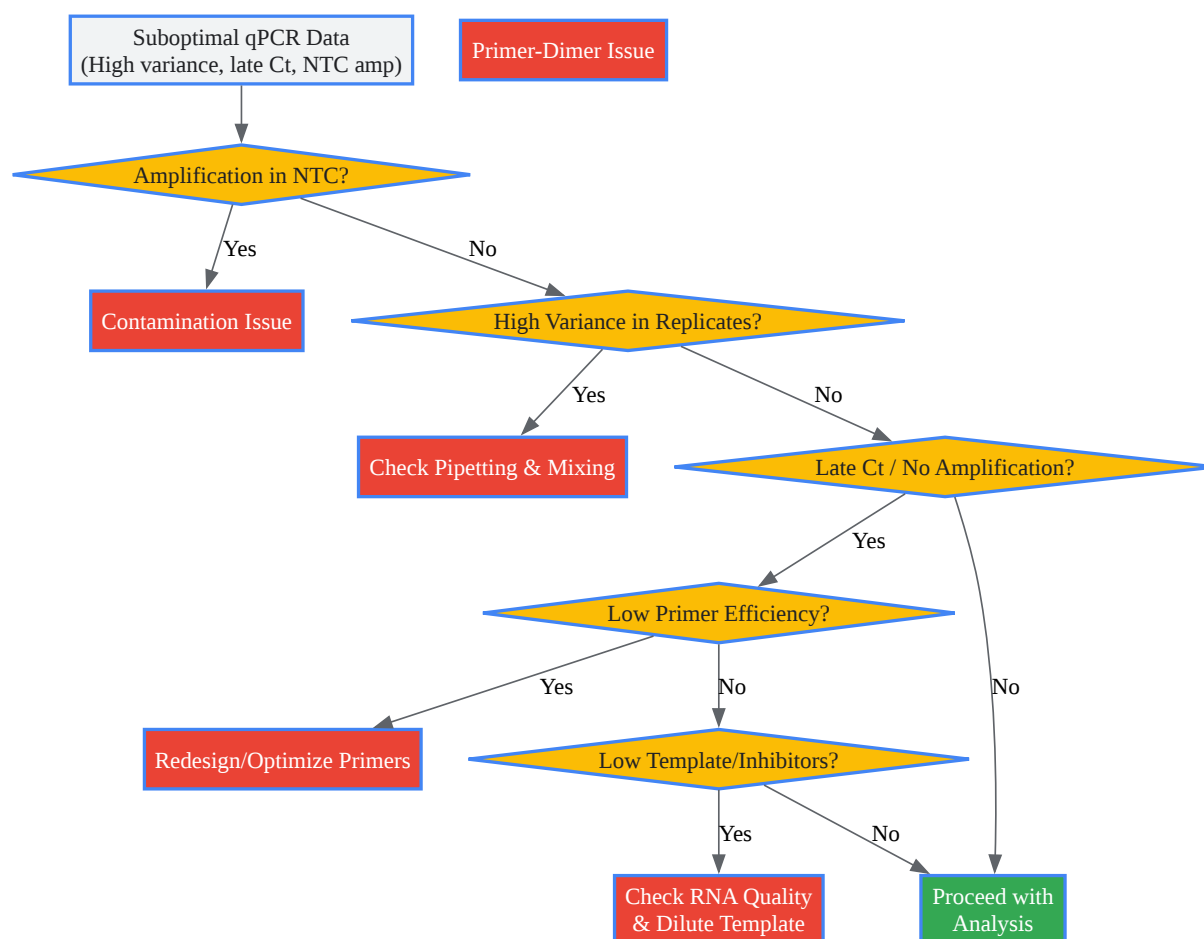 Suboptimal qPCR Data
(High variance, late Ct, NTC amp)
Primer-Dimer Issue
Amplification in NTC?
Yes
No
Contamination Issue
High Variance in Replicates?
Yes
No
Check Pipetting & Mixing
Late Ct / No Amplification?
Yes
Low Primer Efficiency?
Yes
No
No
Redesign/Optimize Primers
Low Template/Inhibitors?
Yes
No
Check RNA Quality
& Dilute Template
Proceed with
Analysis